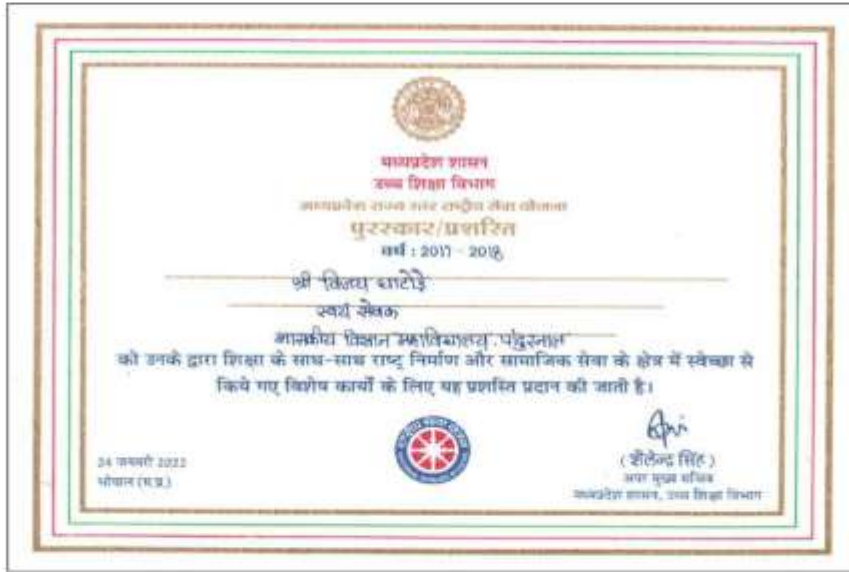 मध्यप्रदेश शासन
उच्च शिक्षा विभाग
मध्यप्रदेश राज्य स्तर राष्ट्रीय सेवा योजना
पुरस्कार/प्रशस्ति
वर्ष : 2017 - 2018
श्री विजय धाटोड़े
स्वयं सेवक
शासकीय विज्ञान महाविद्यालय
को उनके द्वारा शिक्षा के साथ-साथ राष्ट्र निर्माण और सामाजिक सेवा के क्षेत्र में स्वेच्छा से
किये गए विशेष कार्यों के लिए यह प्रशस्ति प्रदान की जाती है।
24 जनवरी 2022
भोपाल (म.प्र.)
( शैलेन्द्र सिंह )
अपर मुख्य सचिव
मध्यप्रदेश शासन, उच्च शिक्षा विभाग